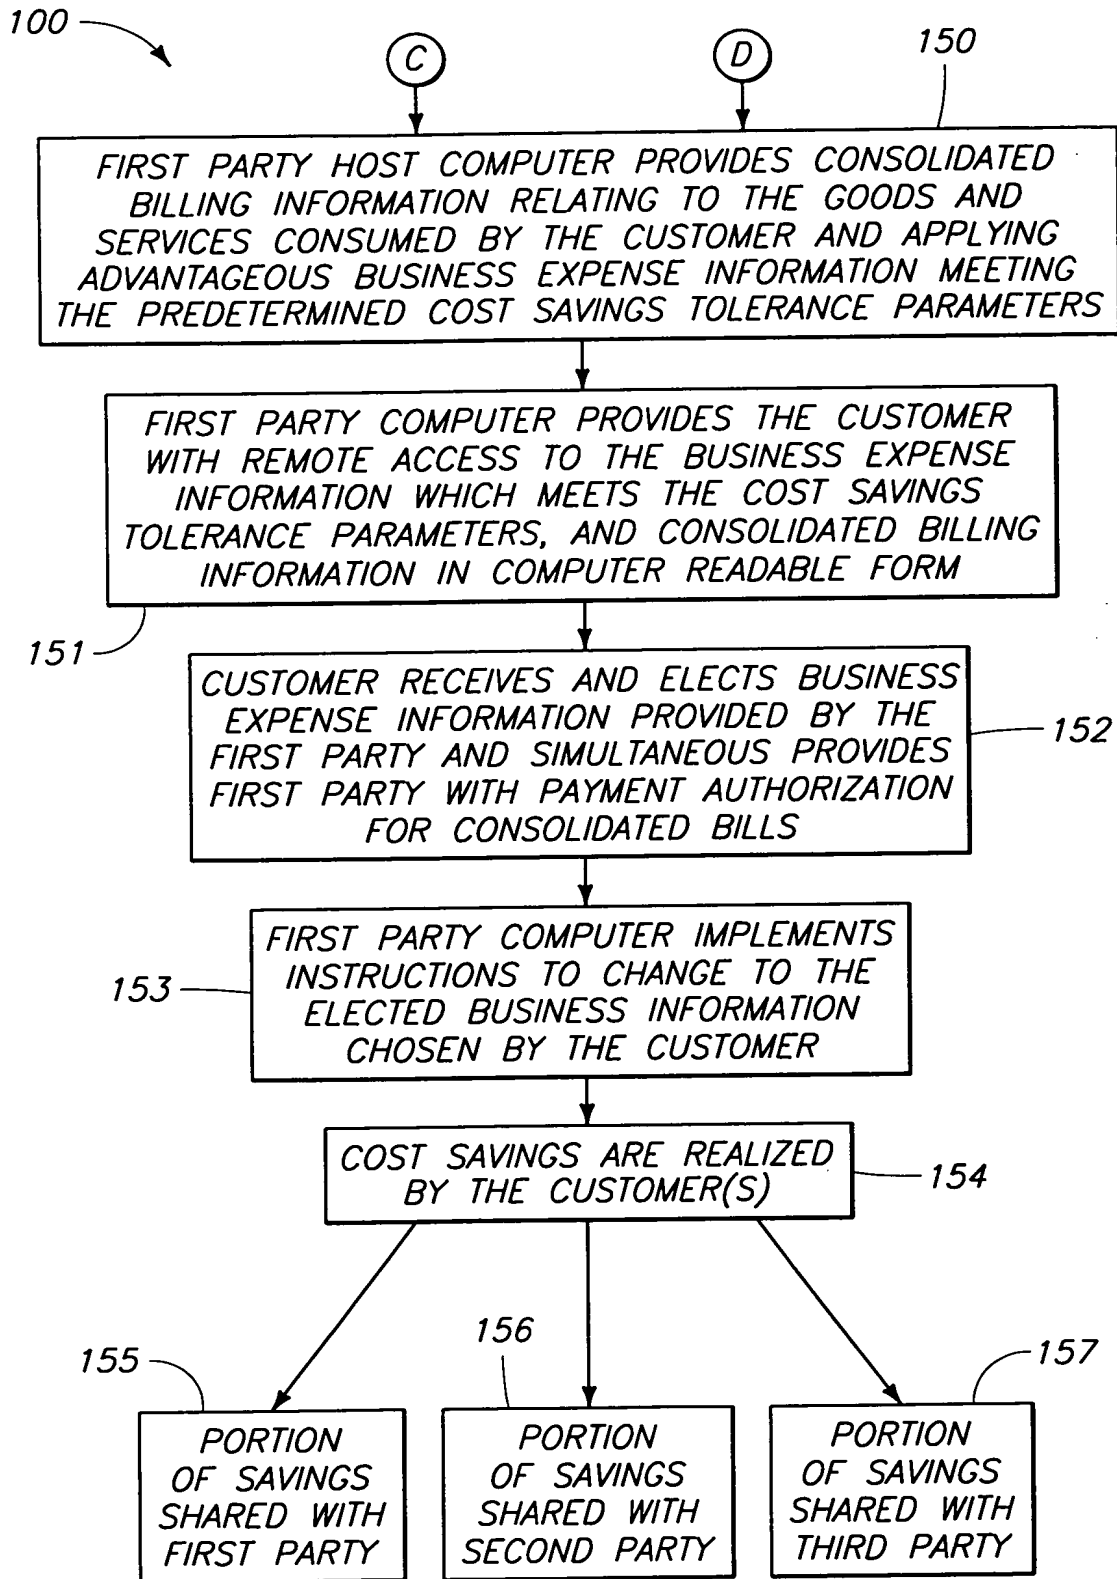 100
C
D
150
FIRST PARTY HOST COMPUTER PROVIDES CONSOLIDATED
BILLING INFORMATION RELATING TO THE GOODS AND
SERVICES CONSUMED BY THE CUSTOMER AND APPLYING
ADVANTAGEOUS BUSINESS EXPENSE INFORMATION MEETING
THE PREDETERMINED COST SAVINGS TOLERANCE PARAMETERS
FIRST PARTY COMPUTER PROVIDES THE CUSTOMER
WITH REMOTE ACCESS TO THE BUSINESS EXPENSE
INFORMATION WHICH MEETS THE COST SAVINGS
TOLERANCE PARAMETERS, AND CONSOLIDATED BILLING
INFORMATION IN COMPUTER READABLE FORM
151
CUSTOMER RECEIVES AND ELECTS BUSINESS
EXPENSE INFORMATION PROVIDED BY THE
FIRST PARTY AND SIMULTANEOUS PROVIDES
FIRST PARTY WITH PAYMENT AUTHORIZATION
FOR CONSOLIDATED BILLS
152
FIRST PARTY COMPUTER IMPLEMENTS
INSTRUCTIONS TO CHANGE TO THE
ELECTED BUSINESS INFORMATION
CHOSEN BY THE CUSTOMER
153
COST SAVINGS ARE REALIZED
BY THE CUSTOMER(S)
154
155
PORTION
OF SAVINGS
SHARED WITH
FIRST PARTY
156
PORTION
OF SAVINGS
SHARED WITH
SECOND PARTY
157
PORTION
OF SAVINGS
SHARED WITH
THIRD PARTY